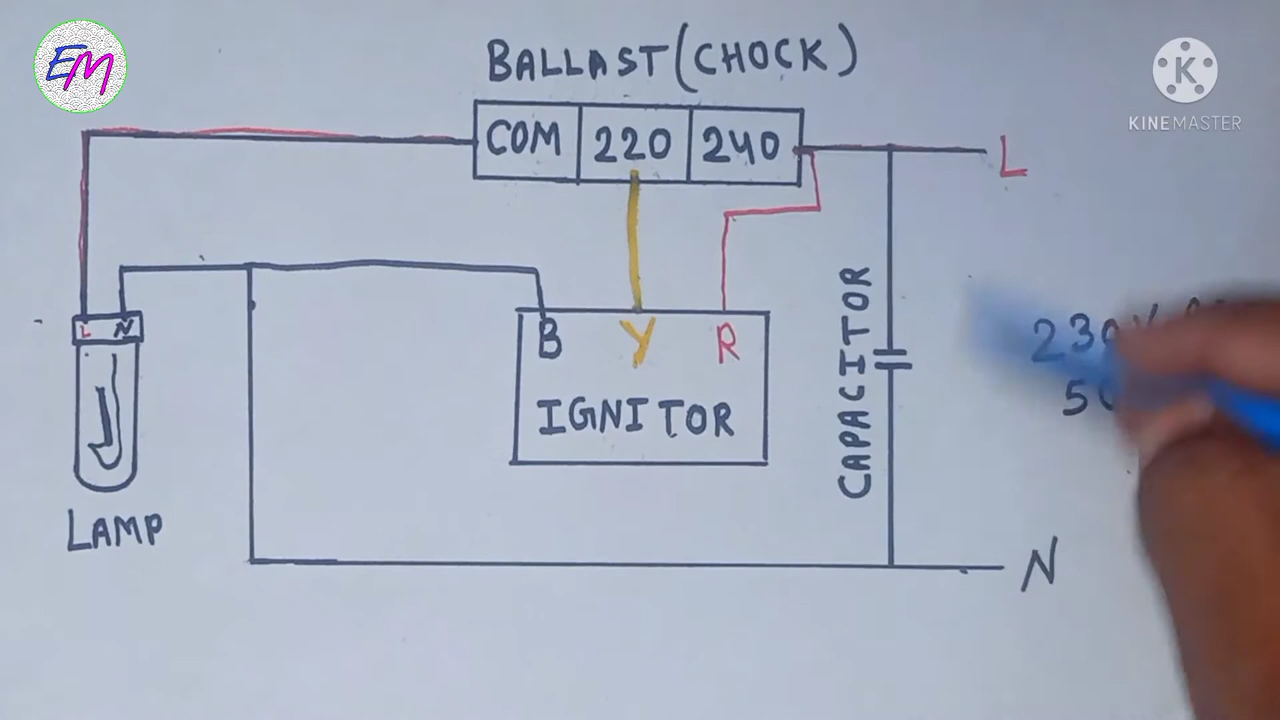 EM
KINEMASTER
BALLAST (CHOCK)
COM 220 240
L
L N
B Y R
IGNITOR
CAPACITOR
LAMP
N